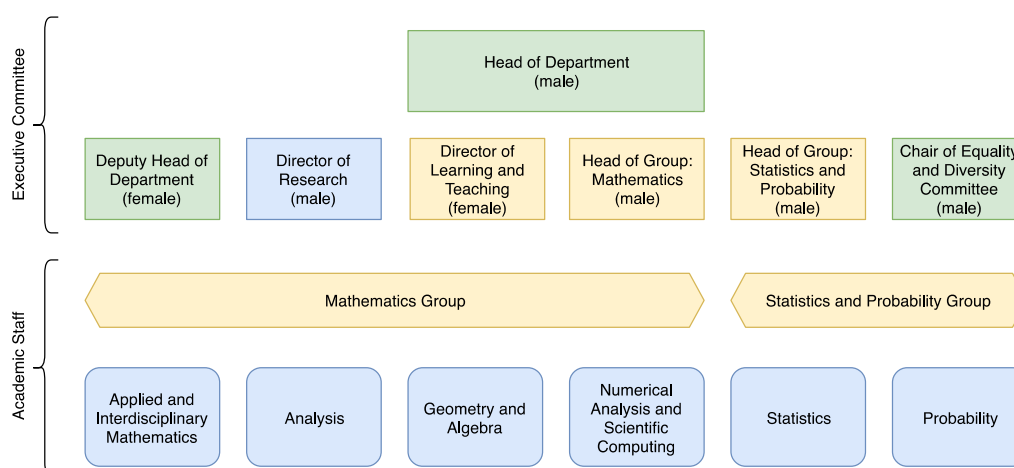 Executive Committee
Head of Department
(male)
Deputy Head of
Department
(female)
Director of
Research
(male)
Director of
Learning and
Teaching
(female)
Head of Group:
Mathematics
(male)
Head of Group:
Statistics and
Probability
(male)
Chair of Equality
and Diversity
Committee
(male)
Academic Staff
Mathematics Group
Statistics and Probability Group
Applied and
Interdisciplinary
Mathematics
Analysis
Geometry and
Algebra
Numerical
Analysis and
Scientific
Computing
Statistics
Probability